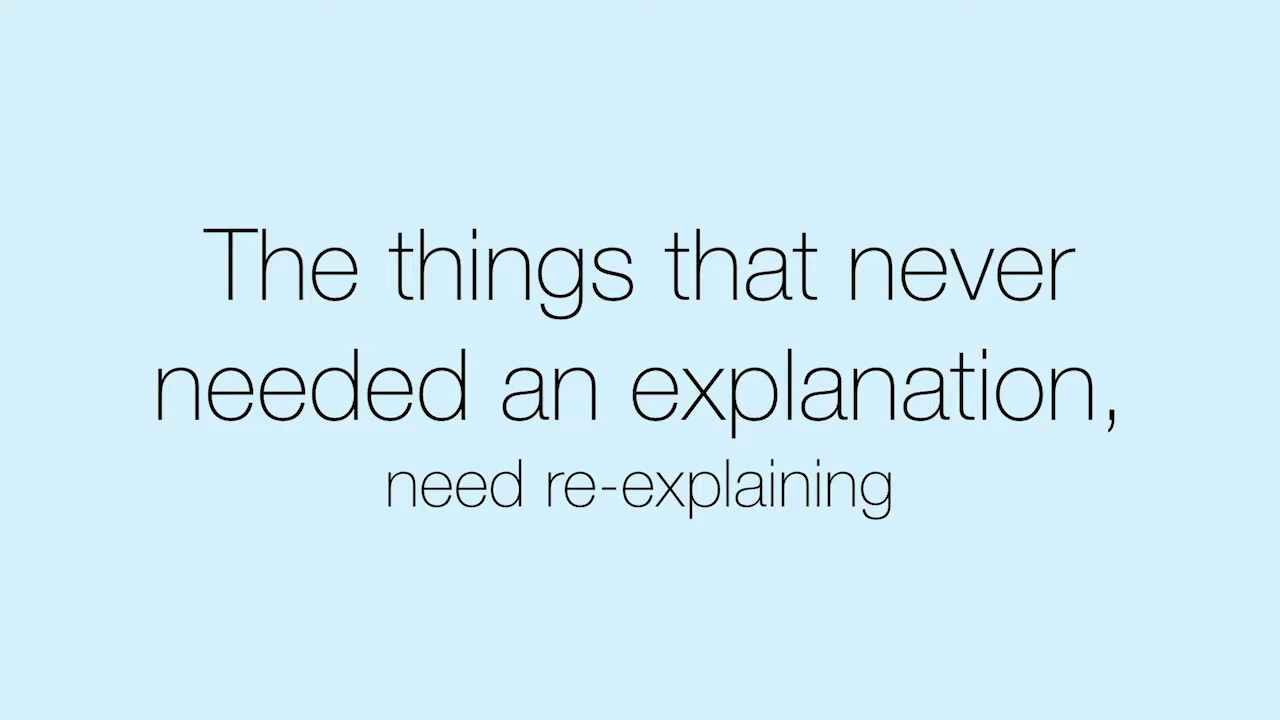 The things that never
needed an explanation,
need re-explaining